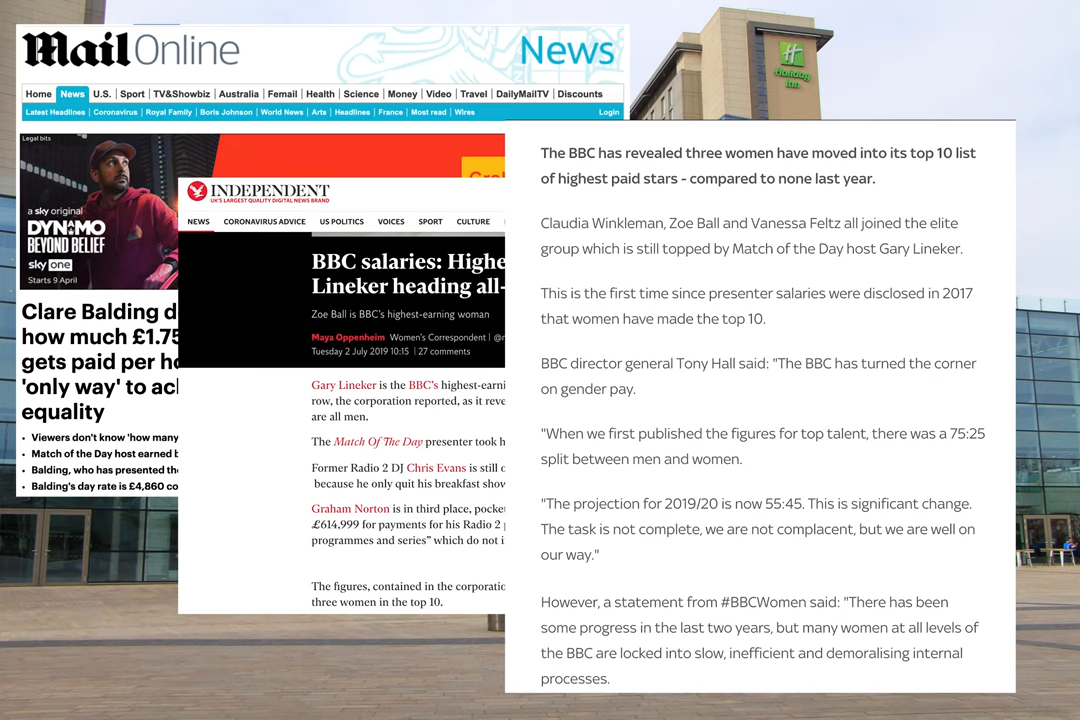 Mail Online
News
Home News U.S. Sport TV&Showbiz Australia Femail Health Science Money Video Travel DailyMailTV Discounts
Latest Headlines Coronavirus Royal Family Boris Johnson World News Arts Headlines France Most read Wires Login
Holiday Inn
Legal bits
a sky original
DYNAMO
BEYOND BELIEF
sky one
Starts 9 April
Clare Balding
how much £1.75
gets paid per
'only way' to
equality
• Viewers don't know 'how many
• Match of the Day host earned
• Balding, who has presented
• Balding's day rate is £4,860
INDEPENDENT
UK'S LARGEST QUALITY DIGITAL NEWS BRAND
NEWS CORONAVIRUS ADVICE US POLITICS VOICES SPORT CULTURE
BBC salaries:
Lineker heading all-
Zoe Ball is BBC's highest-earning woman
Maya Oppenheim Women's Correspondent |
Tuesday 2 July 2019 10:15 | 27 comments
Gary Lineker is the BBC's
row, the corporation reported, as it
are all men.
The Match Of The Day presenter took
Former Radio 2 DJ Chris Evans is still
because he only quit his breakfast
Graham Norton is in third place,
£614,999 for payments for his Radio 2
programmes and series" which do not
The figures, contained in the
three women in the top 10.
The BBC has revealed three women have moved into its top 10 list
of highest paid stars - compared to none last year.
Claudia Winkleman, Zoe Ball and Vanessa Feltz all joined the elite
group which is still topped by Match of the Day host Gary Lineker.
This is the first time since presenter salaries were disclosed in 2017
that women have made the top 10.
BBC director general Tony Hall said: "The BBC has turned the corner
on gender pay.
"When we first published the figures for top talent, there was a 75:25
split between men and women.
"The projection for 2019/20 is now 55:45. This is significant change.
The task is not complete, we are not complacent, but we are well on
our way."
However, a statement from #BBCWomen said: "There has been
some progress in the last two years, but many women at all levels of
the BBC are locked into slow, inefficient and demoralising internal
processes.